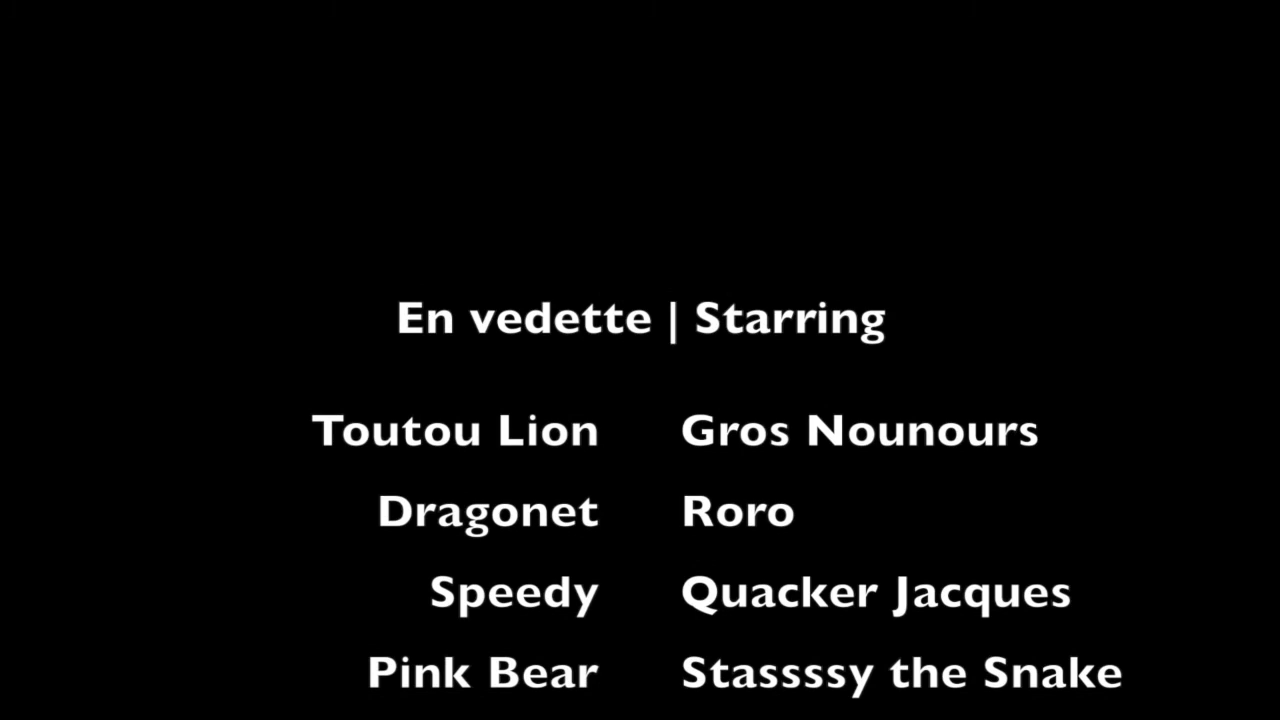 En vedette | Starring
Toutou Lion Gros Nounours
Dragonet Roro
Speedy Quacker Jacques
Pink Bear Stassssy the Snake